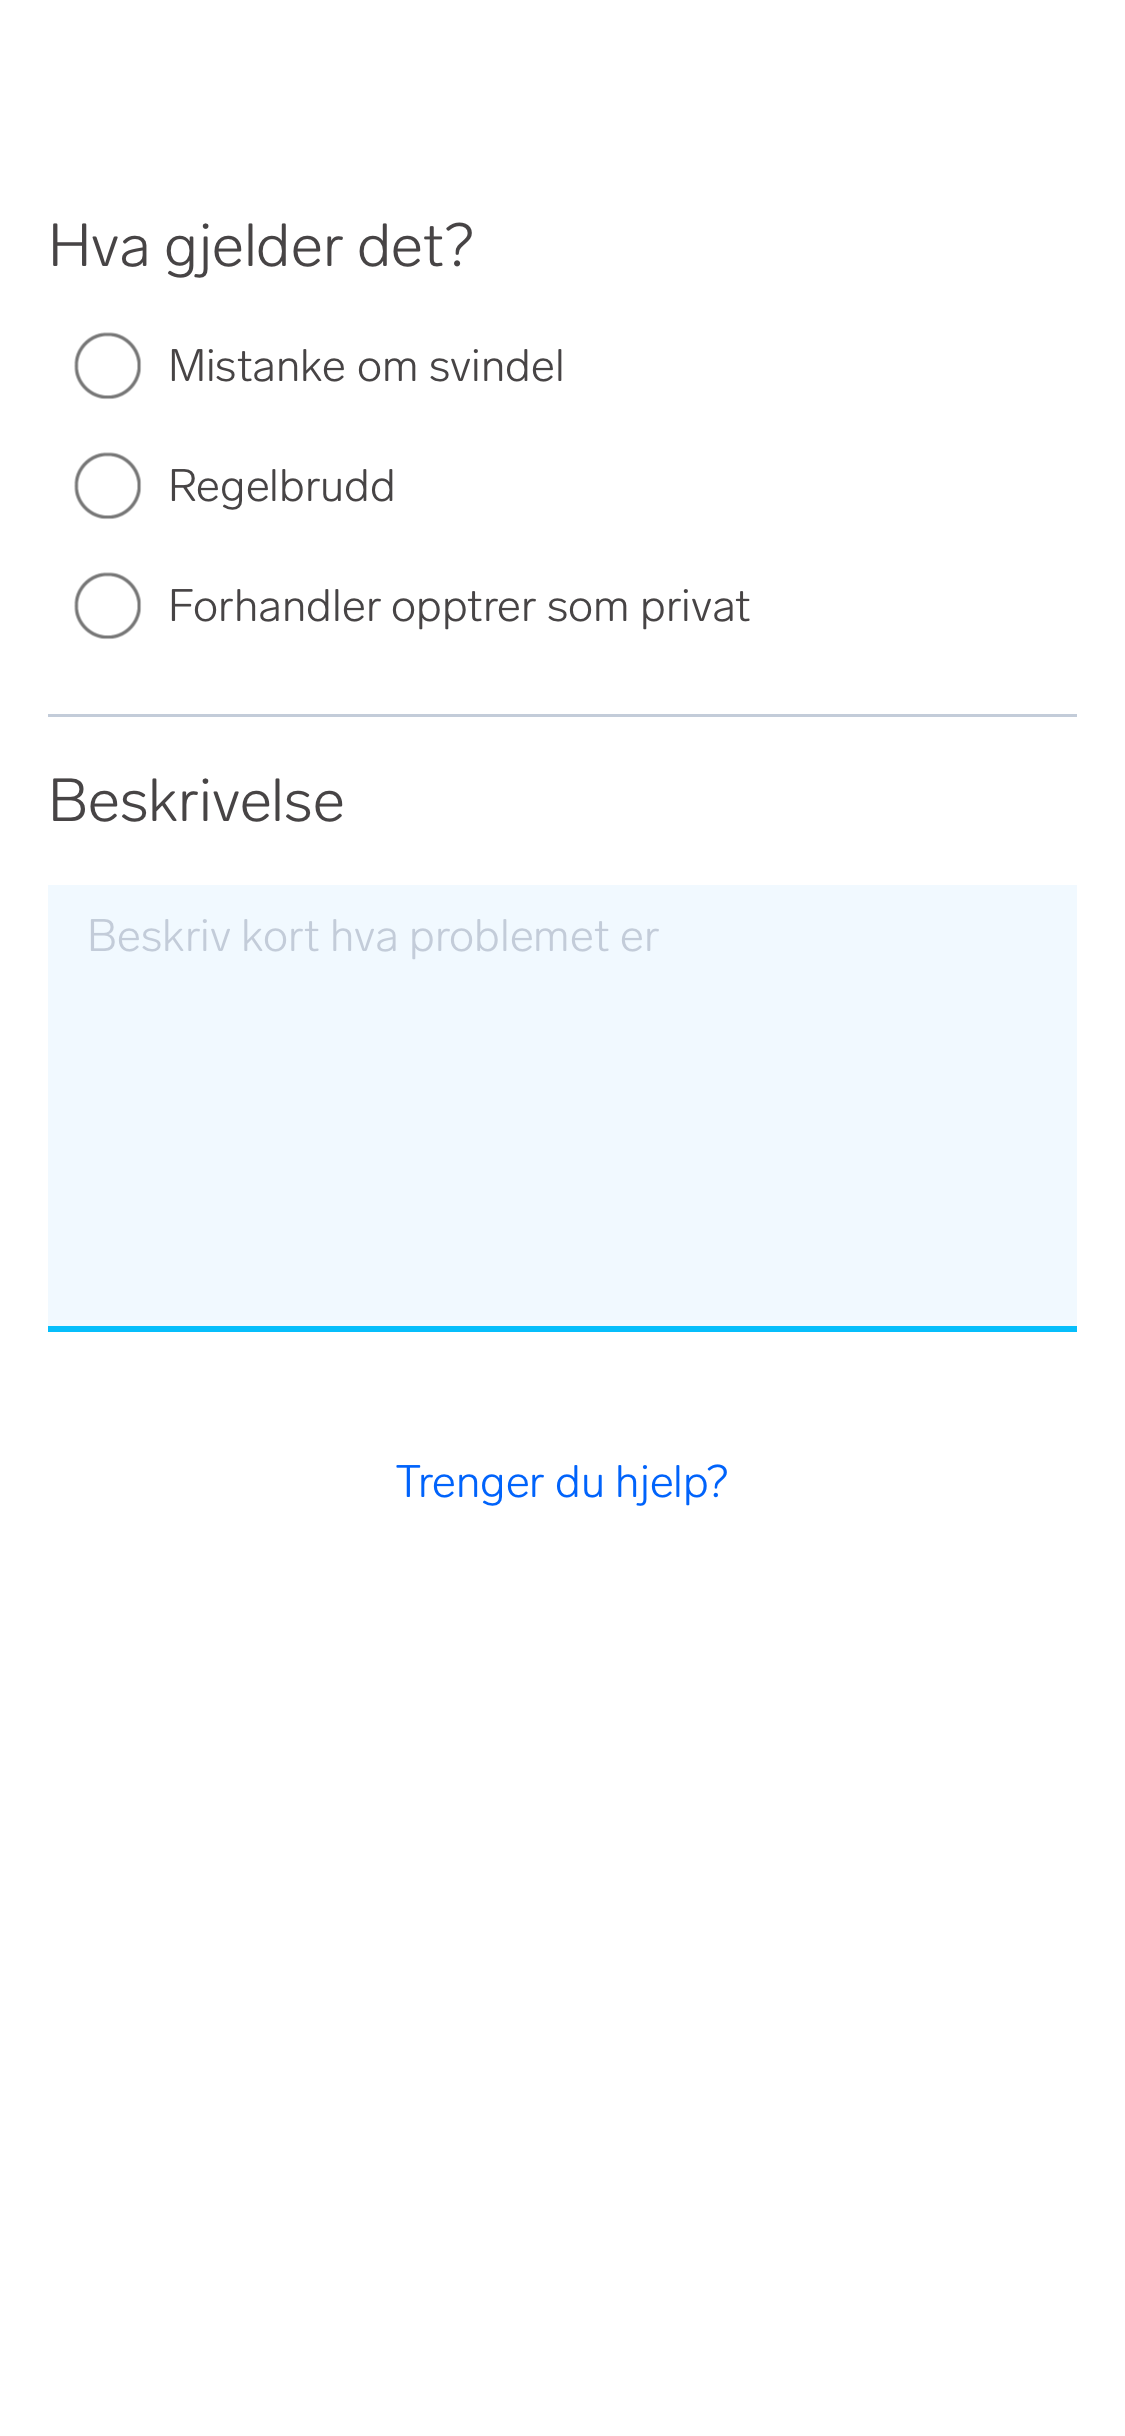 Hva gjelder det?
Mistanke om svindel
Regelbrudd
Forhandler opptrer som privat
Beskrivelse
Beskriv kort hva problemet er
Trenger du hjelp?